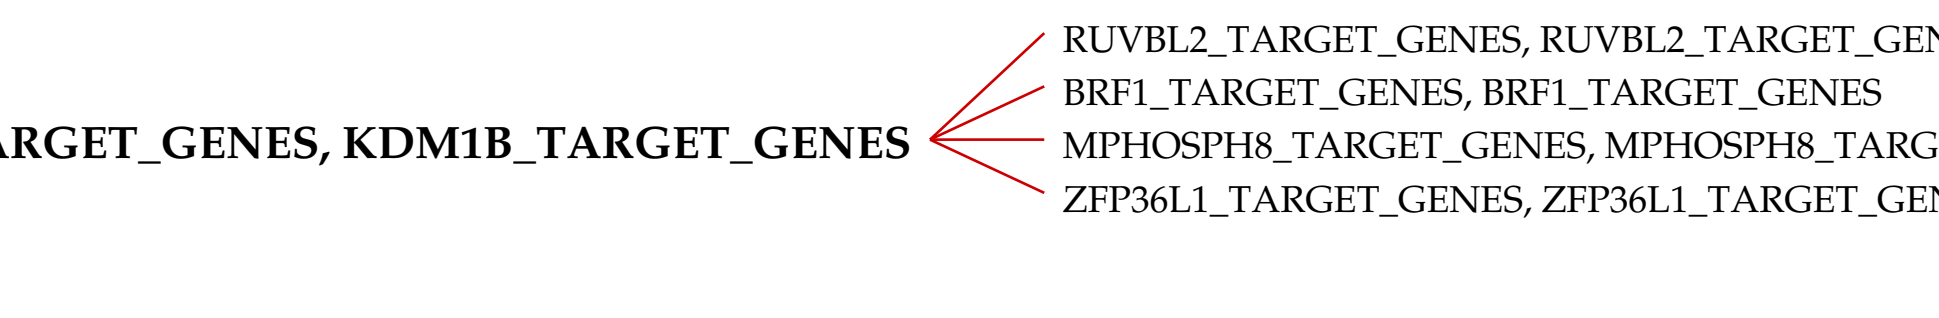 RUVBL2_TARGET_GENES, RUVBL2_TARGET_GEN
BRF1_TARGET_GENES, BRF1_TARGET_GENES
ARGET_GENES, KDM1B_TARGET_GENES
MPHOSPH8_TARGET_GENES, MPHOSPH8_TARG
ZFP36L1_TARGET_GENES, ZFP36L1_TARGET_GEN